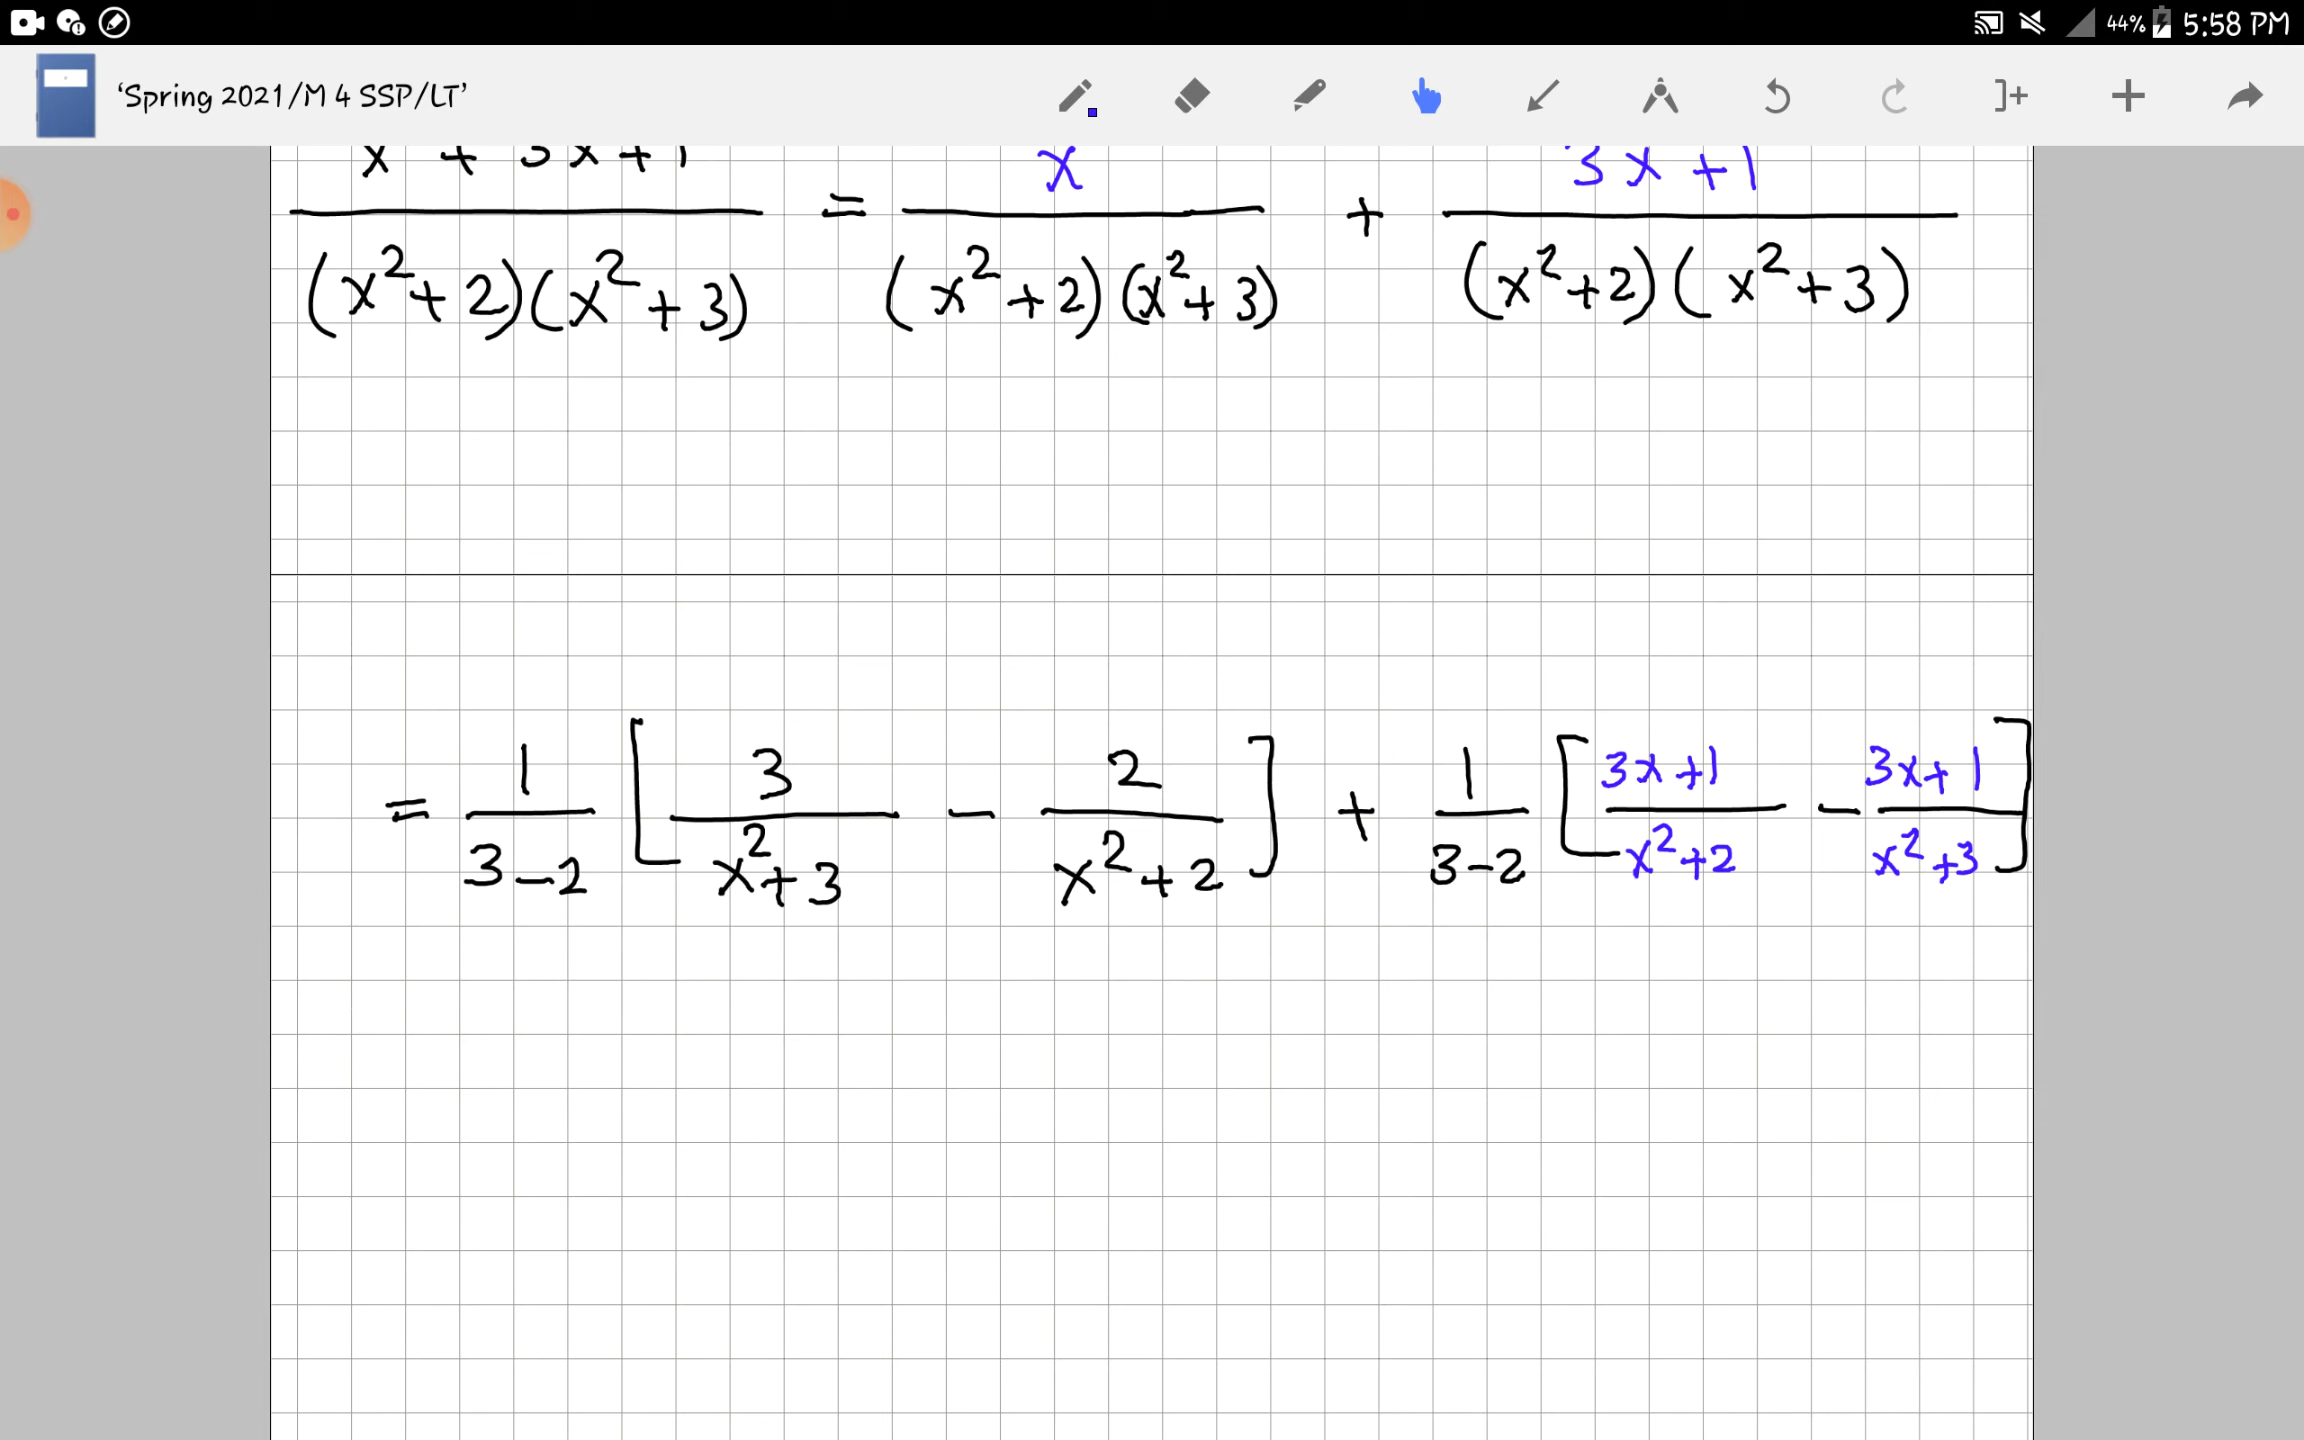 44% 5:58 PM
‘Spring 2021/M 4 SSP/LT’
x + 3x + 1 / (x²+2)(x²+3) = x / (x²+2)(x²+3) + 3x+1 / (x²+2)(x²+3)
= 1/(3-2) [ 3/(x²+3) - 2/(x²+2) ] + 1/(3-2) [ (3x+1)/(x²+2) - (3x+1)/(x²+3) ]